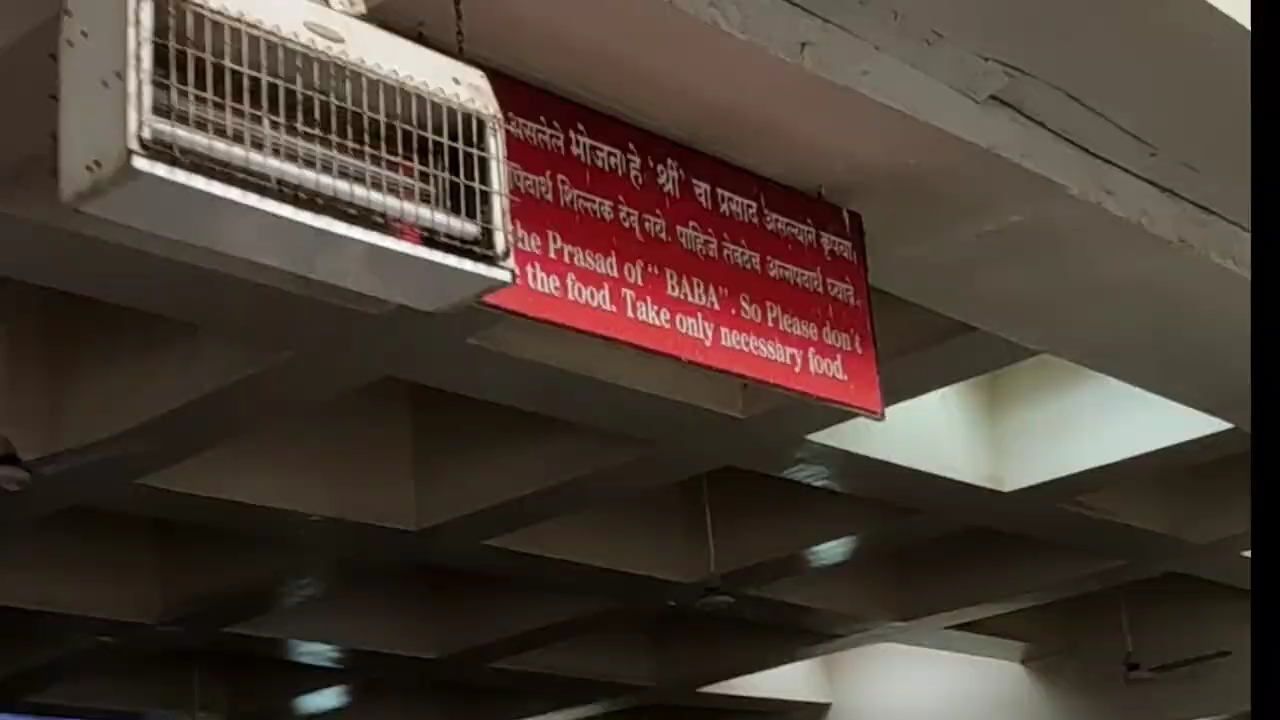 असलेले भोजन हे 'श्रीं' चा प्रसाद असल्याने कृपया
शिल्लक ठेवू नये. पाहिजे तेवढेच अन्नपदार्थ घ्यावे.
the Prasad of “ BABA”. So Please don't
the food. Take only necessary food.